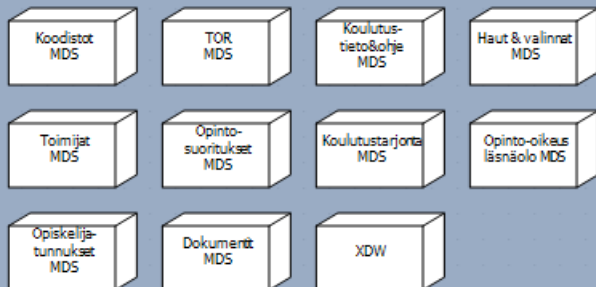 Koodistot
MDS
TOR
MDS
Koulutus-
tieto&ohje
MDS
Haut & valinnat
MDS
Toimijat
MDS
Opinto-
suoritukset
MDS
Koulutustarjonta
MDS
Opinto-oikeus
läsnäolo MDS
Opiskelija-
tunnukset
MDS
Dokumentit
MDS
XDW